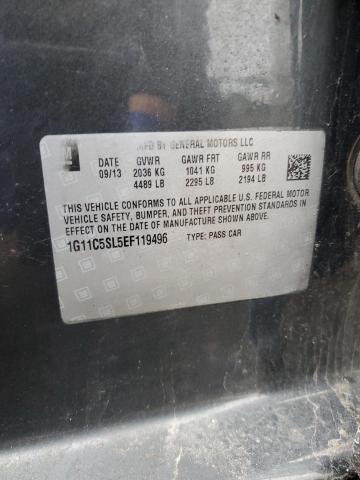 MFD BY GENERAL MOTORS LLC
DATE GVWR GAWR FRT GAWR RR
09/13 2036 KG 1041 KG 995 KG
4489 LB 2295 LB 2194 LB
THIS VEHICLE CONFORMS TO ALL APPLICABLE U.S. FEDERAL MOTOR
VEHICLE SAFETY, BUMPER, AND THEFT PREVENTION STANDARDS
IN EFFECT ON THE DATE OF MANUFACTURE SHOWN ABOVE.
1G11C5SL5EF119496 TYPE: PASS CAR